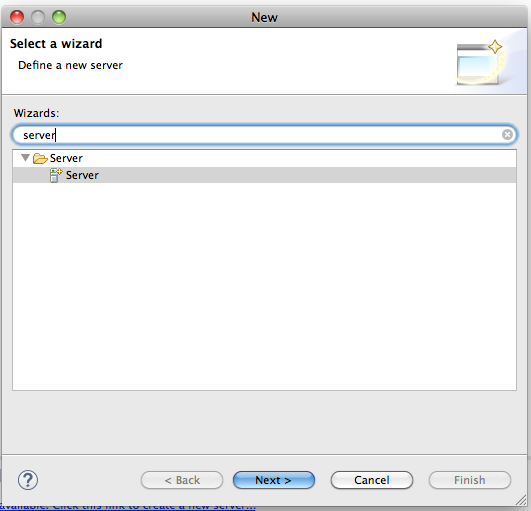 New
Select a wizard
Define a new server
Wizards:
server
Server
Server
< Back
Next >
Cancel
Finish
available. Click this link to create a new server...